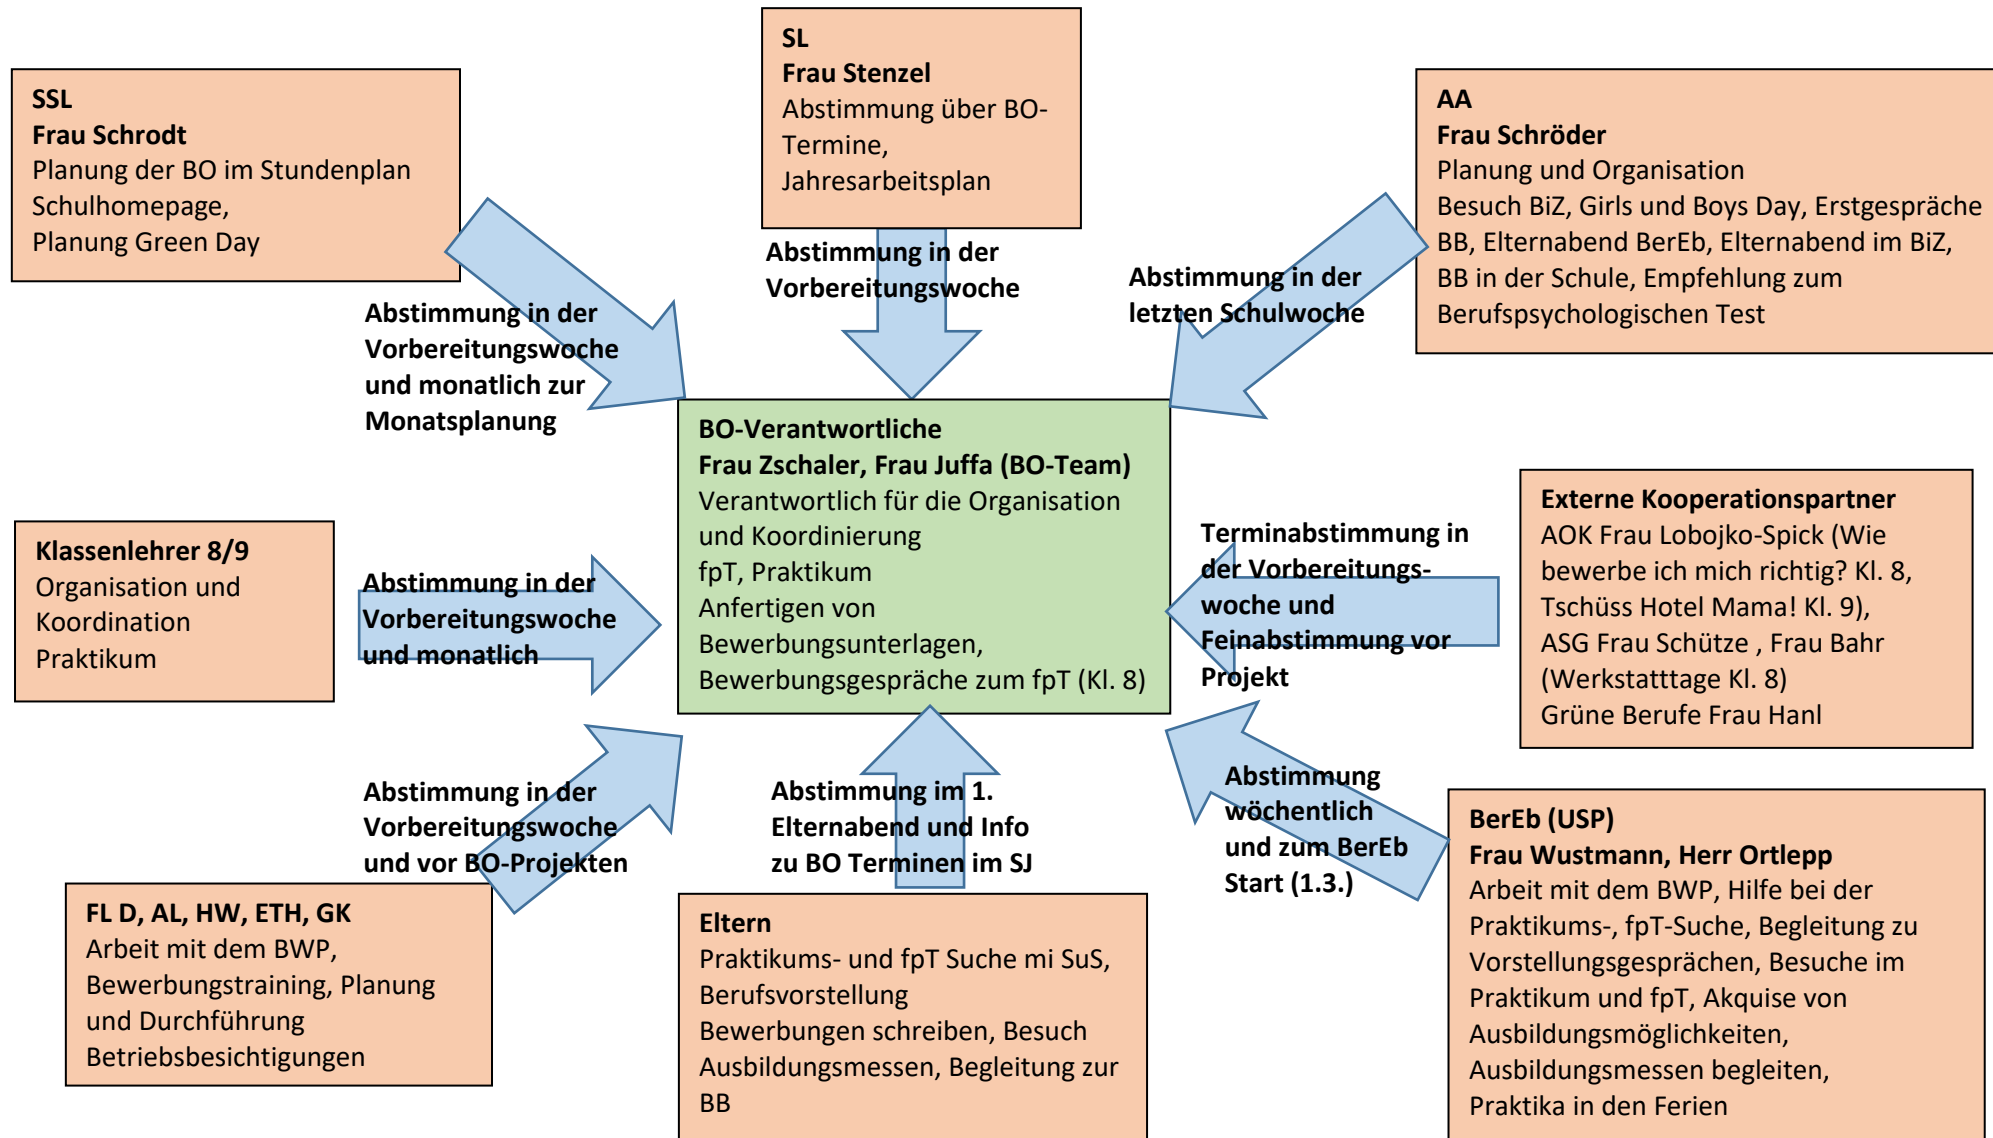 SL
Frau Stenzel
Abstimmung über BO-
Termine,
Jahresarbeitsplan
SSL
Frau Schrodt
Planung der BO im Stundenplan
Schulhomepage,
Planung Green Day
AA
Frau Schröder
Planung und Organisation
Besuch BiZ, Girls und Boys Day, Erstgespräche
BB, Elternabend BerEb, Elternabend im BiZ,
BB in der Schule, Empfehlung zum
Berufspsychologischen Test
Abstimmung in der
Vorbereitungswoche
und monatlich zur
Monatsplanung
Abstimmung in der
Vorbereitungswoche
Abstimmung in der
letzten Schulwoche
BO-Verantwortliche
Frau Zschaler, Frau Juffa (BO-Team)
Verantwortlich für die Organisation
und Koordinierung
fpT, Praktikum
Anfertigen von
Bewerbungsunterlagen,
Bewerbungsgespräche zum fpT (Kl. 8)
Klassenlehrer 8/9
Organisation und
Koordination
Praktikum
Abstimmung in der
Vorbereitungswoche
und monatlich
Terminabstimmung in
der Vorbereitungs-
woche und
Feinabstimmung vor
Projekt
Externe Kooperationspartner
AOK Frau Lobojko-Spick (Wie
bewerbe ich mich richtig? Kl. 8,
Tschüss Hotel Mama! Kl. 9),
ASG Frau Schütze , Frau Bahr
(Werkstatttage Kl. 8)
Grüne Berufe Frau Hanl
Abstimmung in der
Vorbereitungswoche
und vor BO-Projekten
Abstimmung im 1.
Elternabend und Info
zu BO Terminen im SJ
Abstimmung
wöchentlich
und zum BerEb
Start (1.3.)
FL D, AL, HW, ETH, GK
Arbeit mit dem BWP,
Bewerbungstraining, Planung
und Durchführung
Betriebsbesichtigungen
Eltern
Praktikums- und fpT Suche mi SuS,
Berufsvorstellung
Bewerbungen schreiben, Besuch
Ausbildungsmessen, Begleitung zur
BB
BerEb (USP)
Frau Wustmann, Herr Ortlepp
Arbeit mit dem BWP, Hilfe bei der
Praktikums-, fpT-Suche, Begleitung zu
Vorstellungsgesprächen, Besuche im
Praktikum und fpT, Akquise von
Ausbildungsmöglichkeiten,
Ausbildungsmessen begleiten,
Praktika in den Ferien